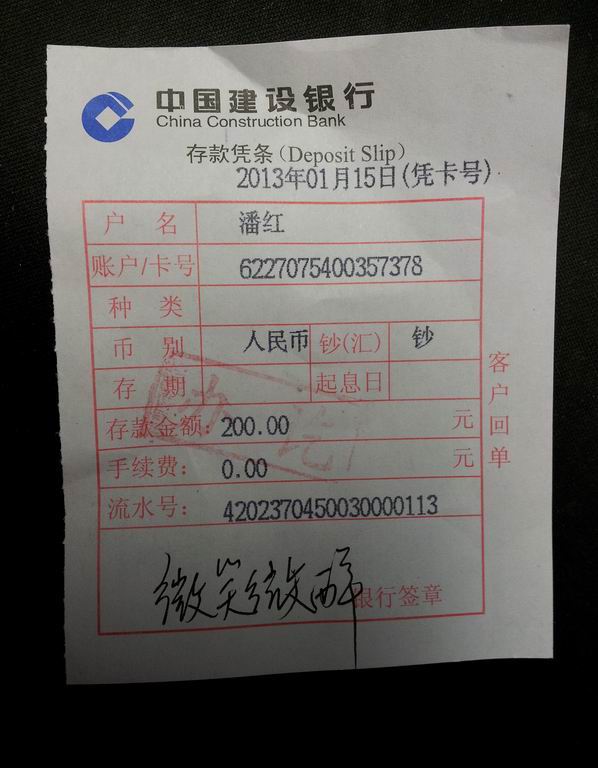 中国建设银行
China Construction Bank
存款凭条(Deposit Slip)
2013年01月15日(凭卡号)
户 名 潘红
账户/卡号 6227075400357378
种 类
币 别 人民币 钞(汇) 钞
存 期 起息日
存款金额: 200.00 元
手续费: 0.00 元
流水号: 4202370450030000113
微笑微醉
银行签章
客户回单